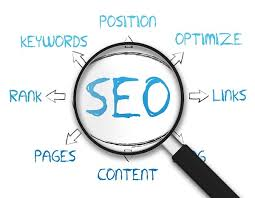 POSITION
KEYWORDS
OPTIMIZE
RANK
SEO
LINKS
PAGES
CONTENT